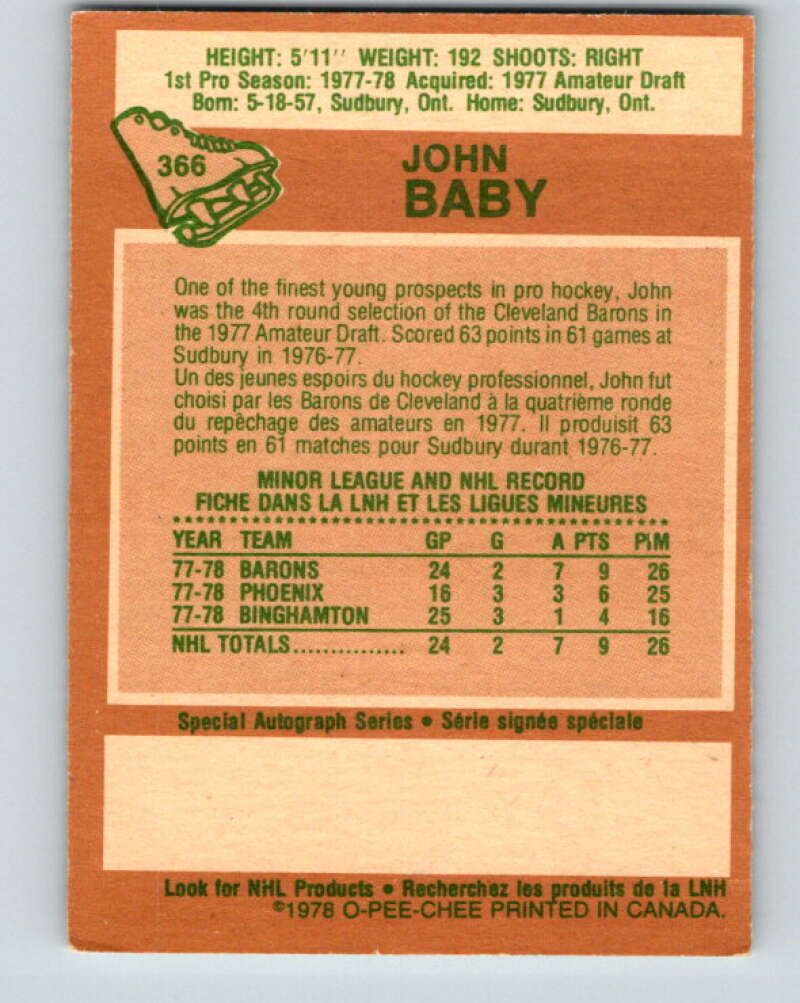 HEIGHT: 5'11'' WEIGHT: 192 SHOOTS: RIGHT
1st Pro Season: 1977-78 Acquired: 1977 Amateur Draft
Born: 5-18-57, Sudbury, Ont. Home: Sudbury, Ont.
366
JOHN
BABY
One of the finest young prospects in pro hockey, John
was the 4th round selection of the Cleveland Barons in
the 1977 Amateur Draft. Scored 63 points in 61 games at
Sudbury in 1976-77.
Un des jeunes espoirs du hockey professionnel, John fut
choisi par les Barons de Cleveland à la quatrième ronde
du repêchage des amateurs en 1977. Il produisit 63
points en 61 matches pour Sudbury durant 1976-77.
MINOR LEAGUE AND NHL RECORD
FICHE DANS LA LNH ET LES LIGUES MINEURES
YEAR TEAM GP G A PTS PIM
77-78 BARONS 24 2 7 9 26
77-78 PHOENIX 16 3 3 6 25
77-78 BINGHAMTON 25 3 1 4 16
NHL TOTALS............... 24 2 7 9 26
Special Autograph Series • Série signée spéciale
Look for NHL Products • Recherchez les produits de la LNH
©1978 O-PEE-CHEE PRINTED IN CANADA.